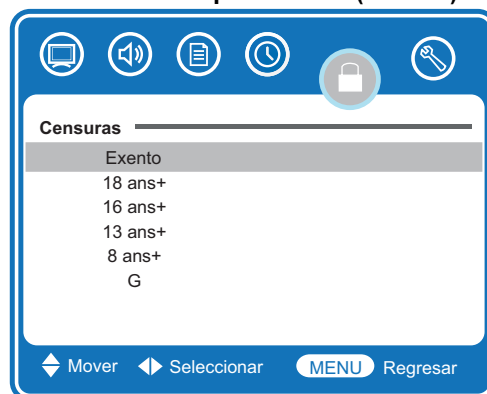 Censuras
Exento
18 ans+
16 ans+
13 ans+
8 ans+
G
Mover Seleccionar MENU Regresar